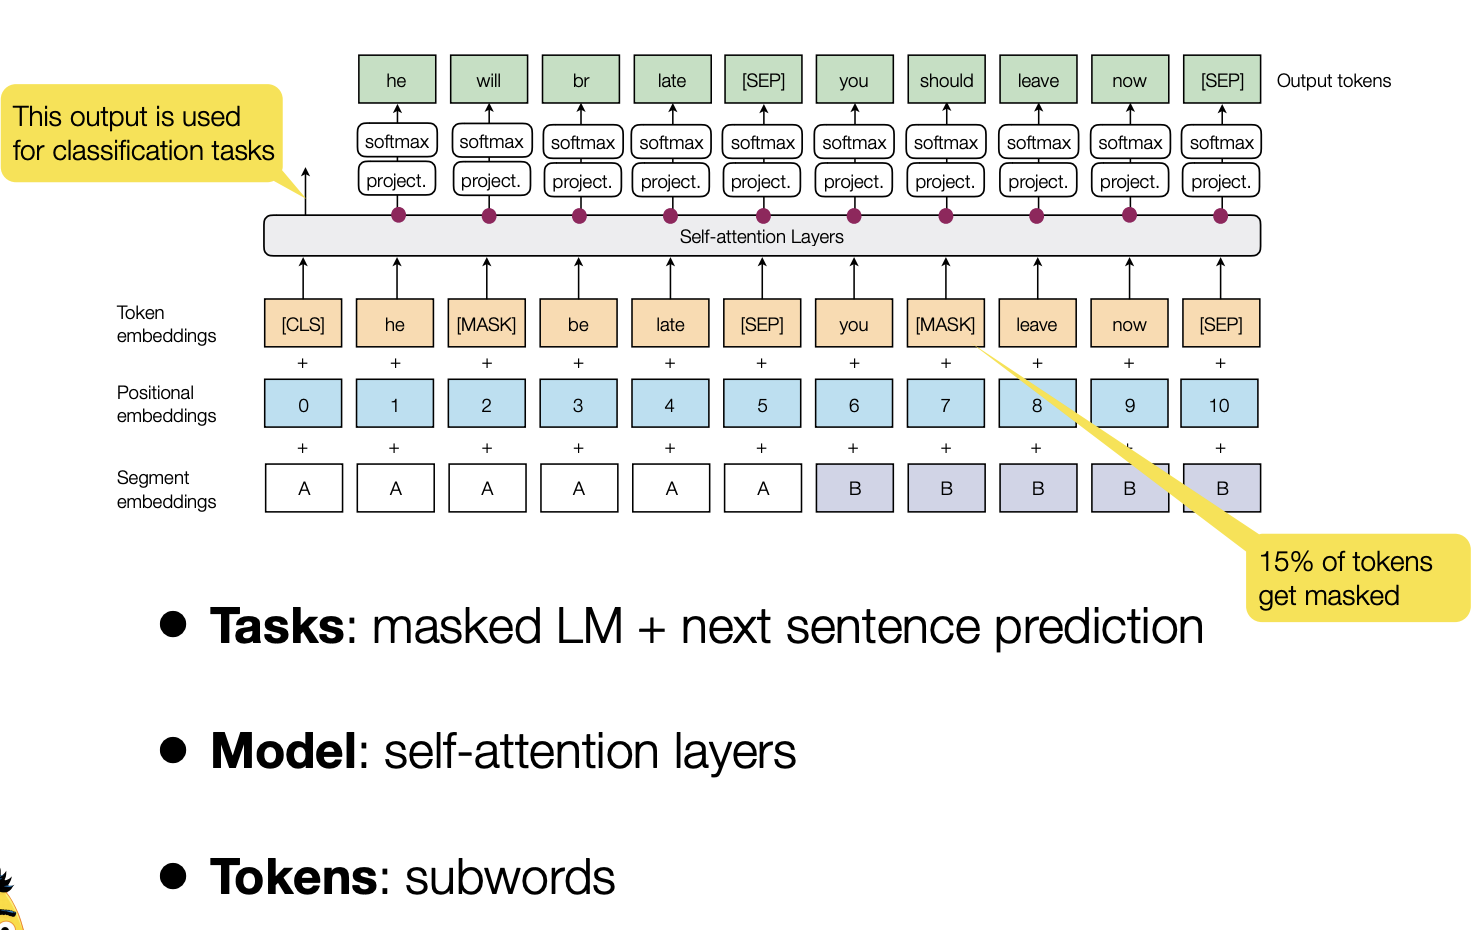 he will br late [SEP] you should leave now [SEP] Output tokens
This output is used
for classification tasks
softmax softmax softmax softmax softmax softmax softmax softmax softmax softmax
project. project. project. project. project. project. project. project. project. project.
Self-attention Layers
Token
embeddings
[CLS] he [MASK] be late [SEP] you [MASK] leave now [SEP]
+ + + + + + + + + + +
Positional
embeddings
0 1 2 3 4 5 6 7 8 9 10
+ + + + + + + + + + +
Segment
embeddings
A A A A A A B B B B B
15% of tokens
get masked
● Tasks: masked LM + next sentence prediction
● Model: self-attention layers
● Tokens: subwords